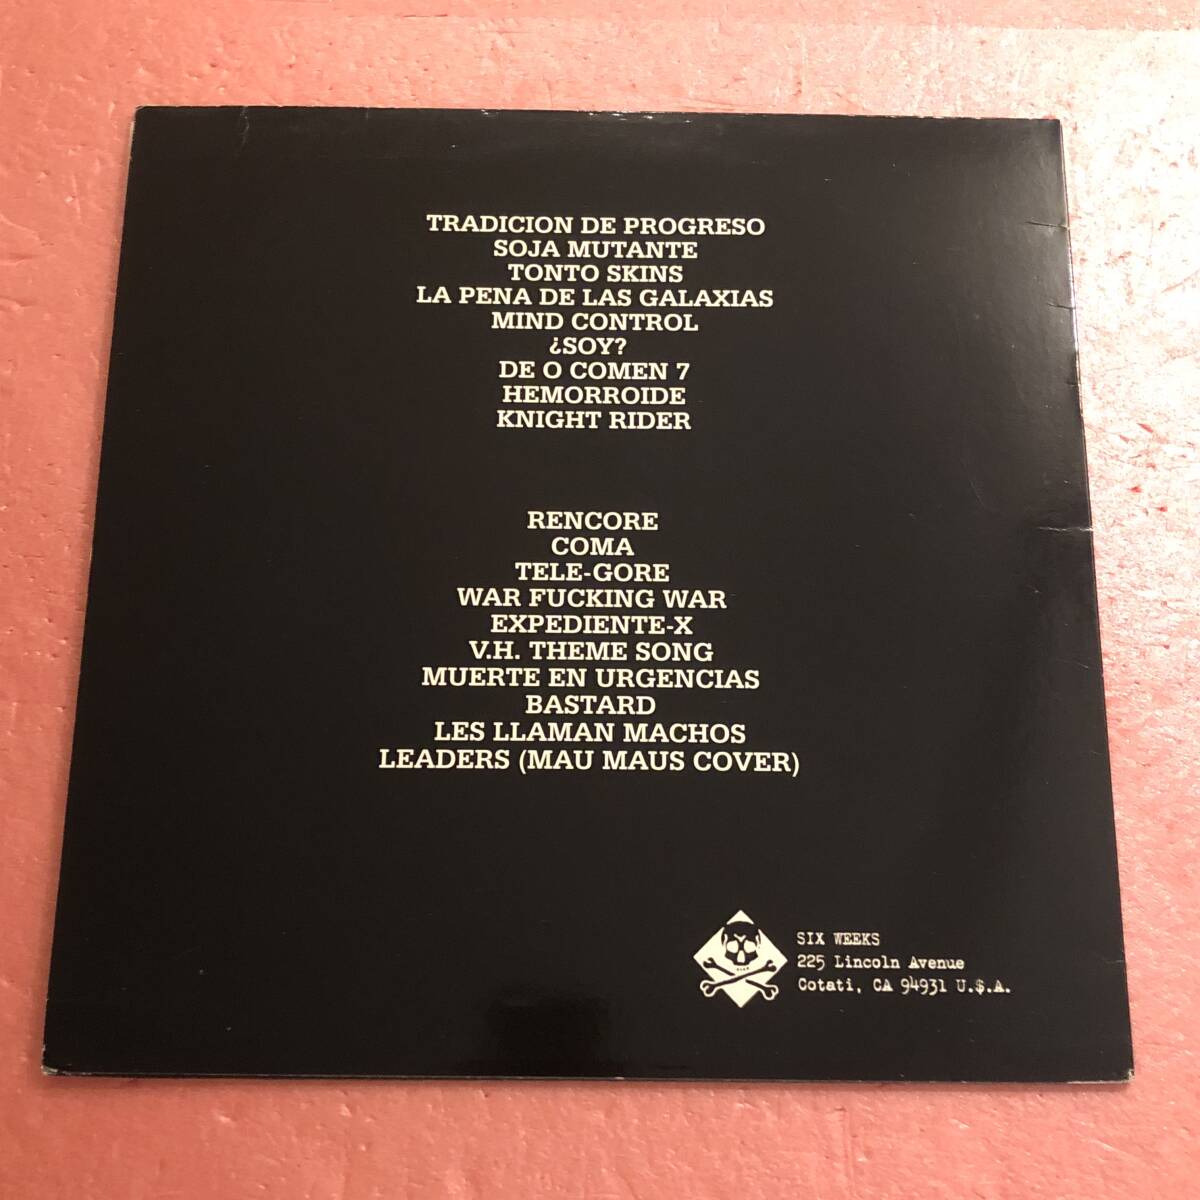 TRADICION DE PROGRESO
SOJA MUTANTE
TONTO SKINS
LA PENA DE LAS GALAXIAS
MIND CONTROL
¿SOY?
DE O COMEN 7
HEMORROIDE
KNIGHT RIDER
RENCORE
COMA
TELE-GORE
WAR FUCKING WAR
EXPEDIENTE-X
V.H. THEME SONG
MUERTE EN URGENCIAS
BASTARD
LES LLAMAN MACHOS
LEADERS (MAU MAUS COVER)
SIX WEEKS
225 Lincoln Avenue
Cotati, CA 94931 U.$.A.